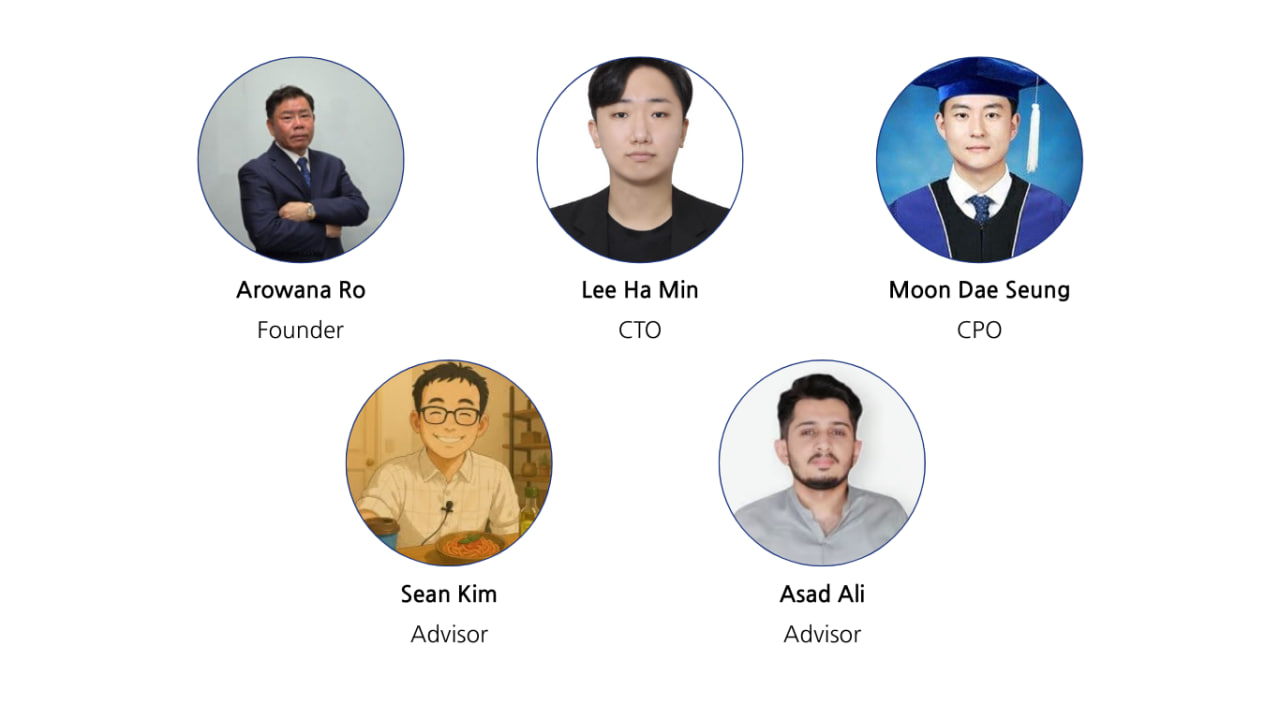 Arowana Ro
Founder
Lee Ha Min
CTO
Moon Dae Seung
CPO
Sean Kim
Advisor
Asad Ali
Advisor